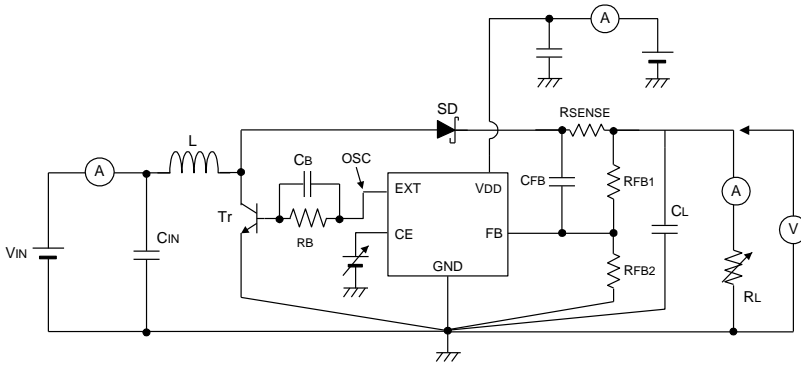 A
SD
RSENSE
L
A
CB
OSC
EXT
VDD
CFB
RFB1
CL
A
V
Tr
RB
CE
FB
CIN
VIN
GND
RFB2
RL